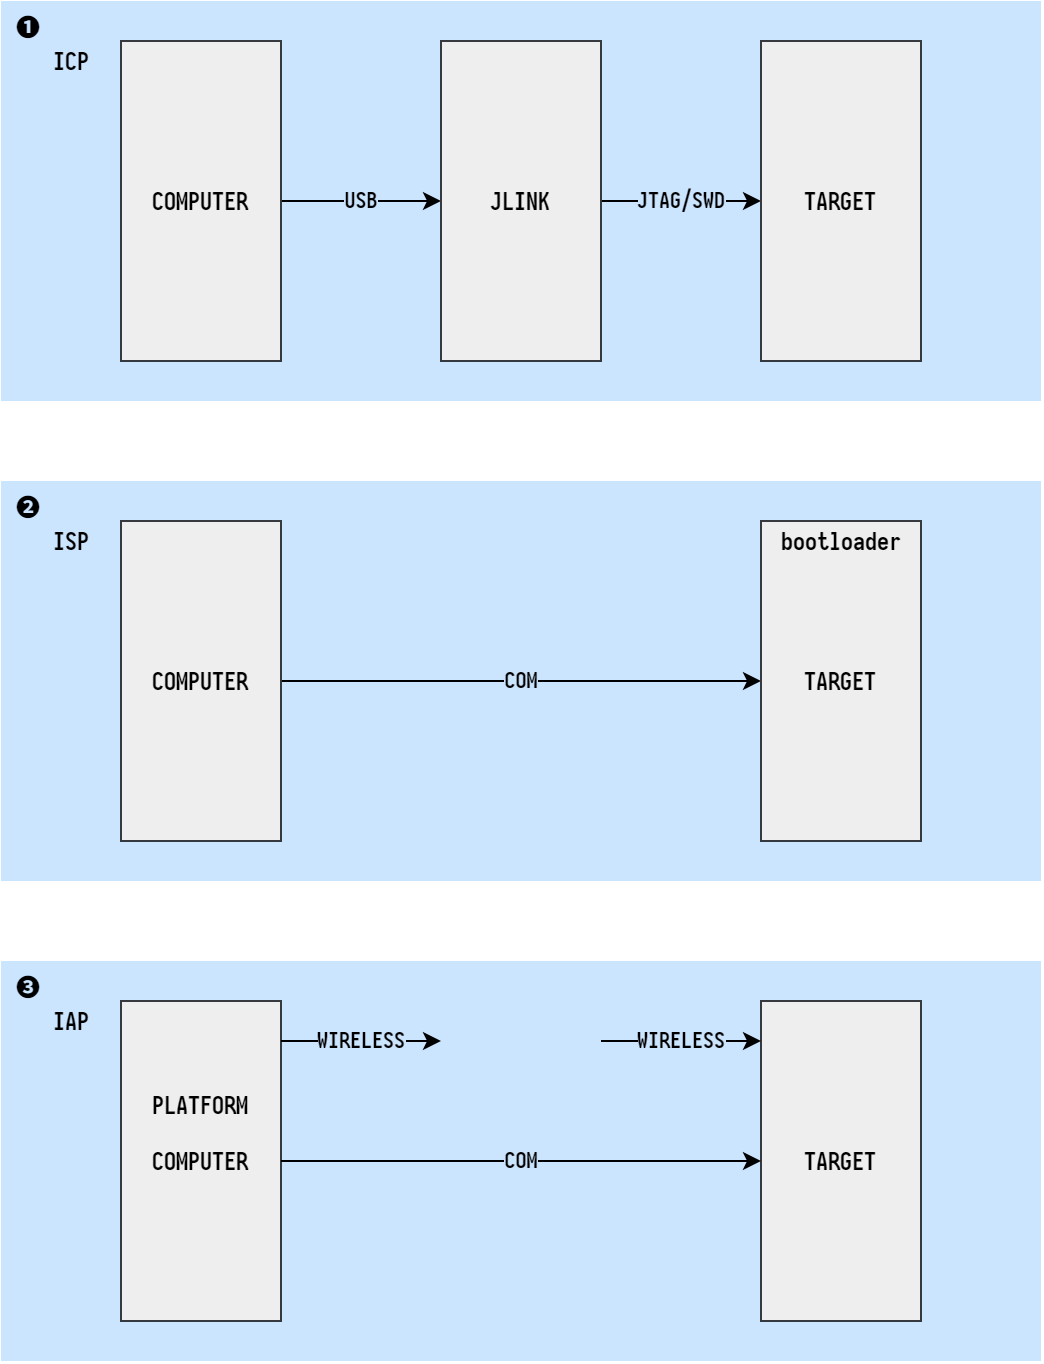 ❶
ICP
COMPUTER
USB
JLINK
JTAG/SWD
TARGET
❷
ISP
bootloader
COMPUTER
COM
TARGET
❸
IAP
WIRELESS
WIRELESS
PLATFORM
COMPUTER
COM
TARGET